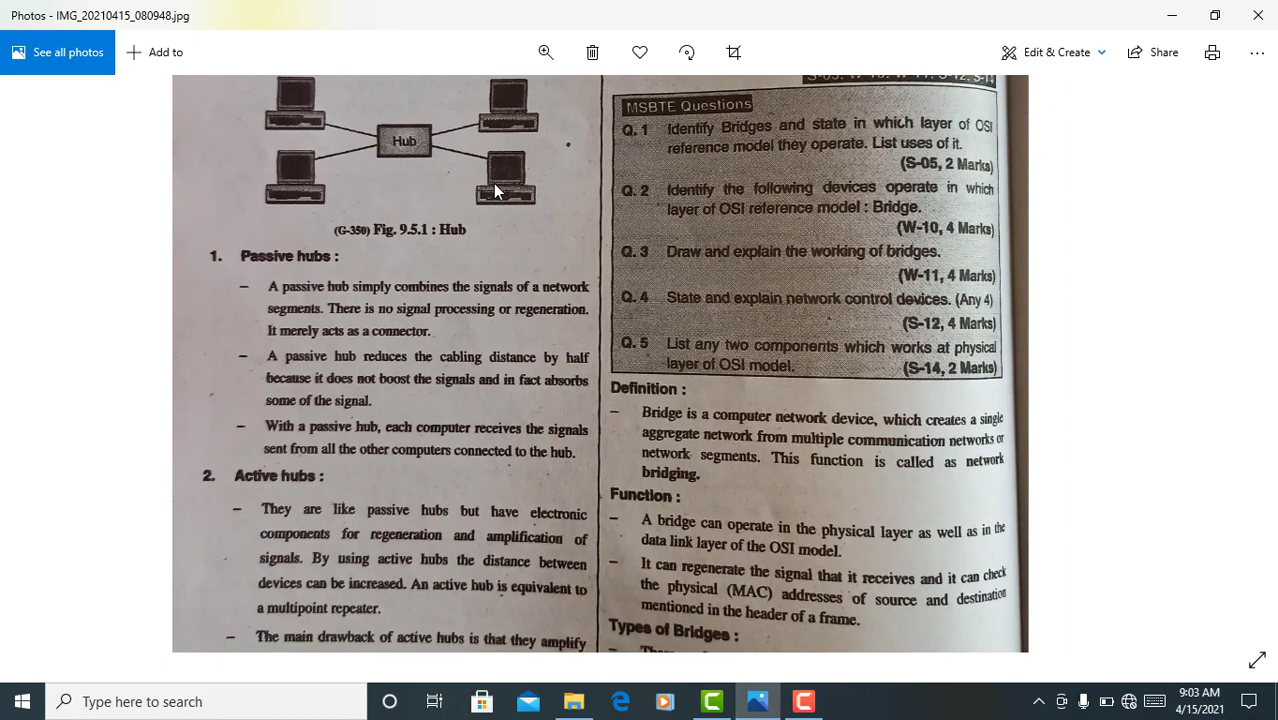 Photos - IMG_20210415_080948.jpg
See all photos
Add to
Edit & Create
Share
Hub
(G-350) Fig. 9.5.1 : Hub
1. Passive hubs :
– A passive hub simply combines the signals of a network
segments. There is no signal processing or regeneration.
It merely acts as a connector.
– A passive hub reduces the cabling distance by half
because it does not boost the signals and in fact absorbs
some of the signal.
– With a passive hub, each computer receives the signals
sent from all the other computers connected to the hub.
2. Active hubs :
– They are like passive hubs but have electronic
components for regeneration and amplification of
signals. By using active hubs the distance between
devices can be increased. An active hub is equivalent to
a multipoint repeater.
– The main drawback of active hubs is that they amplify
MSBTE Questions
Q. 1 Identify Bridges and state in which layer of OSI
reference model they operate. List uses of it.
(S-05, 2 Marks)
Q. 2 Identify the following devices operate in which
layer of OSI reference model : Bridge.
(W-10, 4 Marks)
Q. 3 Draw and explain the working of bridges.
(W-11, 4 Marks)
Q. 4 State and explain network control devices. (Any 4)
(S-12, 4 Marks)
Q. 5 List any two components which works at physical
layer of OSI model.
(S-14, 2 Marks)
Definition :
– Bridge is a computer network device, which creates a single
aggregate network from multiple communication networks or
network segments. This function is called as network
bridging.
Function :
– A bridge can operate in the physical layer as well as in the
data link layer of the OSI model.
– It can regenerate the signal that it receives and it can check
the physical (MAC) addresses of source and destination
mentioned in the header of a frame.
Types of Bridges :
Type here to search
9:03 AM
4/15/2021